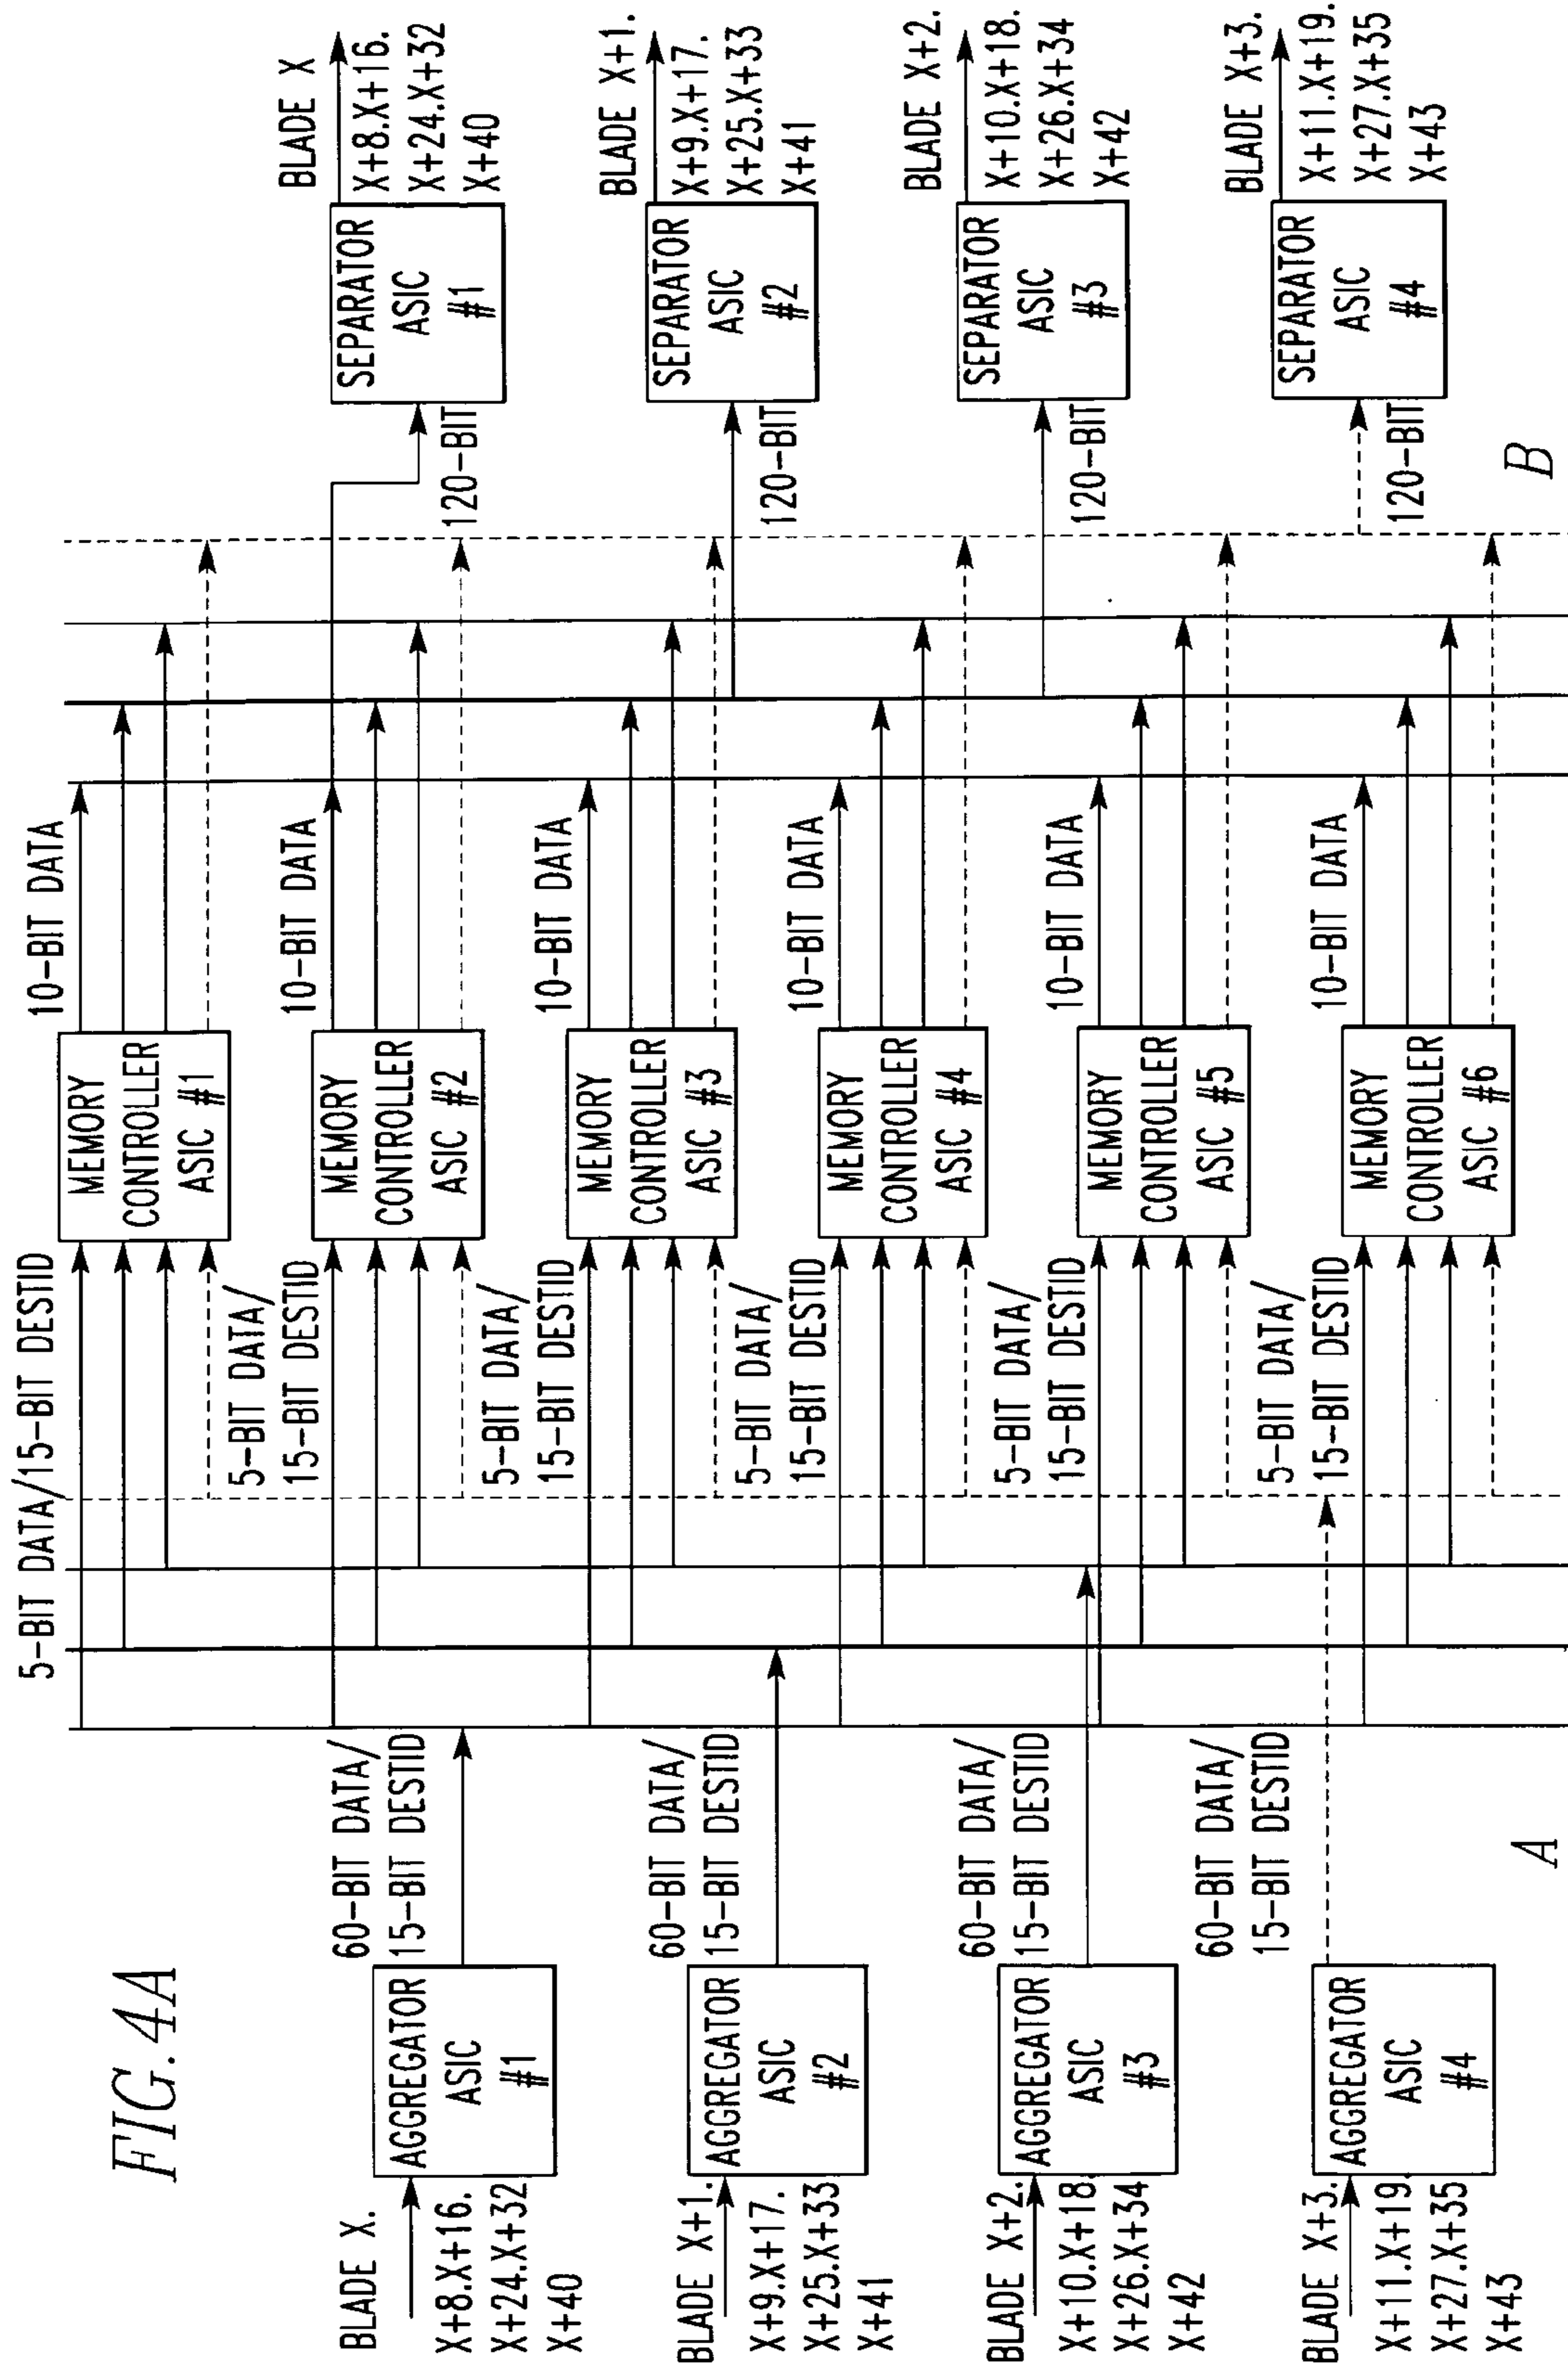 FIG. 4A
BLADE X.
X+8.X+16.
X+24.X+32
X+40
AGGREGATOR
ASIC
#1
60-BIT DATA/
15-BIT DESTID
BLADE X+1.
X+9.X+17.
X+25.X+33
X+41
AGGREGATOR
ASIC
#2
60-BIT DATA/
15-BIT DESTID
BLADE X+2.
X+10.X+18.
X+26.X+34
X+42
AGGREGATOR
ASIC
#3
60-BIT DATA/
15-BIT DESTID
BLADE X+3.
X+11.X+19.
X+27.X+35
X+43
AGGREGATOR
ASIC
#4
60-BIT DATA/
15-BIT DESTID
A
5-BIT DATA/15-BIT DESTID
MEMORY
CONTROLLER
ASIC #1
10-BIT DATA
5-BIT DATA/
15-BIT DESTID
MEMORY
CONTROLLER
ASIC #2
10-BIT DATA
5-BIT DATA/
15-BIT DESTID
MEMORY
CONTROLLER
ASIC #3
10-BIT DATA
5-BIT DATA/
15-BIT DESTID
MEMORY
CONTROLLER
ASIC #4
10-BIT DATA
5-BIT DATA/
15-BIT DESTID
MEMORY
CONTROLLER
ASIC #5
10-BIT DATA
5-BIT DATA/
15-BIT DESTID
MEMORY
CONTROLLER
ASIC #6
10-BIT DATA
120-BIT
SEPARATOR
ASIC
#1
BLADE X
X+8.X+16.
X+24.X+32
X+40
120-BIT
SEPARATOR
ASIC
#2
BLADE X+1.
X+9.X+17.
X+25.X+33
X+41
120-BIT
SEPARATOR
ASIC
#3
BLADE X+2.
X+10.X+18.
X+26.X+34
X+42
120-BIT
SEPARATOR
ASIC
#4
BLADE X+3.
X+11.X+19.
X+27.X+35
X+43
B